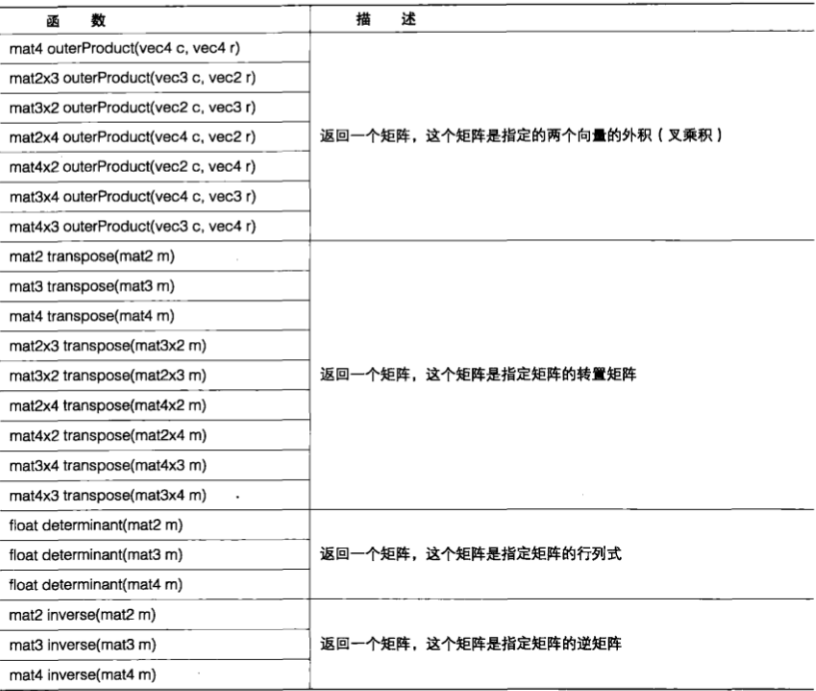 函 数 描 述
mat4 outerProduct(vec4 c, vec4 r)
mat2x3 outerProduct(vec3 c, vec2 r)
mat3x2 outerProduct(vec2 c, vec3 r)
mat2x4 outerProduct(vec4 c, vec2 r)
mat4x2 outerProduct(vec2 c, vec4 r)
mat3x4 outerProduct(vec4 c, vec3 r)
mat4x3 outerProduct(vec3 c, vec4 r)
返回一个矩阵，这个矩阵是指定的两个向量的外积（叉乘积）
mat2 transpose(mat2 m)
mat3 transpose(mat3 m)
mat4 transpose(mat4 m)
mat2x3 transpose(mat3x2 m)
mat3x2 transpose(mat2x3 m)
mat2x4 transpose(mat4x2 m)
mat4x2 transpose(mat2x4 m)
mat3x4 transpose(mat4x3 m)
mat4x3 transpose(mat3x4 m)
返回一个矩阵，这个矩阵是指定矩阵的转置矩阵
float determinant(mat2 m)
float determinant(mat3 m)
float determinant(mat4 m)
返回一个矩阵，这个矩阵是指定矩阵的行列式
mat2 inverse(mat2 m)
mat3 inverse(mat3 m)
mat4 inverse(mat4 m)
返回一个矩阵，这个矩阵是指定矩阵的逆矩阵